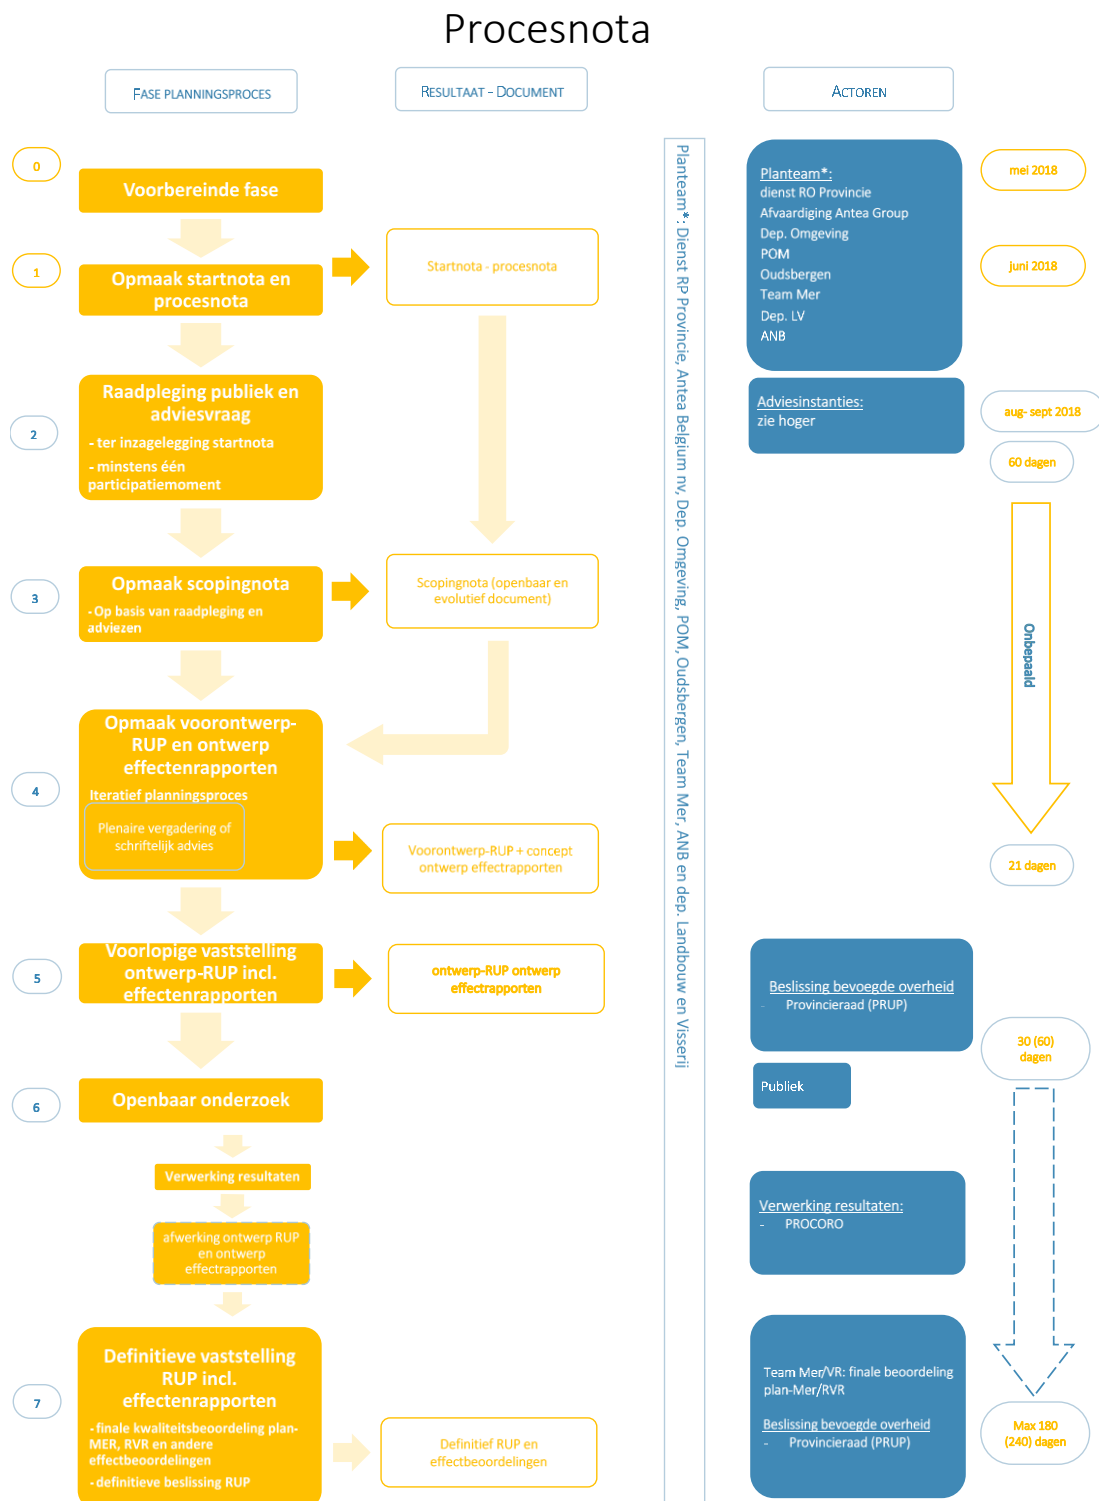 Procesnota
FASE PLANNINGSPROCES
RESULTAAT – DOCUMENT
ACTOREN
0
Voorbereinde fase
1
Opmaak startnota en
procesnota
Startnota - procesnota
2
Raadpleging publiek en
adviesvraag
- ter inzagelegging startnota
- minstens één
participatiemoment
3
Opmaak scopingnota
- Op basis van raadpleging en
adviezen
Scopingnota (openbaar en
evolutief document)
4
Opmaak voorontwerp-
RUP en ontwerp
effectenrapporten
Iteratief planningsproces
Plenaire vergadering of
schriftelijk advies
Voorontwerp-RUP + concept
ontwerp effectrapporten
5
Voorlopige vaststelling
ontwerp-RUP incl.
effectenrapporten
ontwerp-RUP ontwerp
effectrapporten
6
Openbaar onderzoek
Verwerking resultaten
afwerking ontwerp RUP
en ontwerp
effectrapporten
7
Definitieve vaststelling
RUP incl.
effectenrapporten
- finale kwaliteitsbeoordeling plan-
MER, RVR en andere
effectbeoordelingen
- definitieve beslissing RUP
Definitief RUP en
effectbeoordelingen
Planteam*: Dienst RP Provincie, Antea Belgium nv, Dep. Omgeving, POM, Oudsbergen, Team Mer, ANB en dep. Landbouw en Visserij
Planteam*:
dienst RO Provincie
Afvaardiging Antea Group
Dep. Omgeving
POM
Oudsbergen
Team Mer
Dep. LV
ANB
Adviesinstanties:
zie hoger
Beslissing bevoegde overheid
- Provincieraad (PRUP)
Publiek
Verwerking resultaten:
- PROCORO
Team Mer/VR: finale beoordeling
plan-Mer/RVR
Beslissing bevoegde overheid
- Provincieraad (PRUP)
mei 2018
juni 2018
aug- sept 2018
60 dagen
Onbepaald
21 dagen
30 (60)
dagen
Max 180
(240) dagen